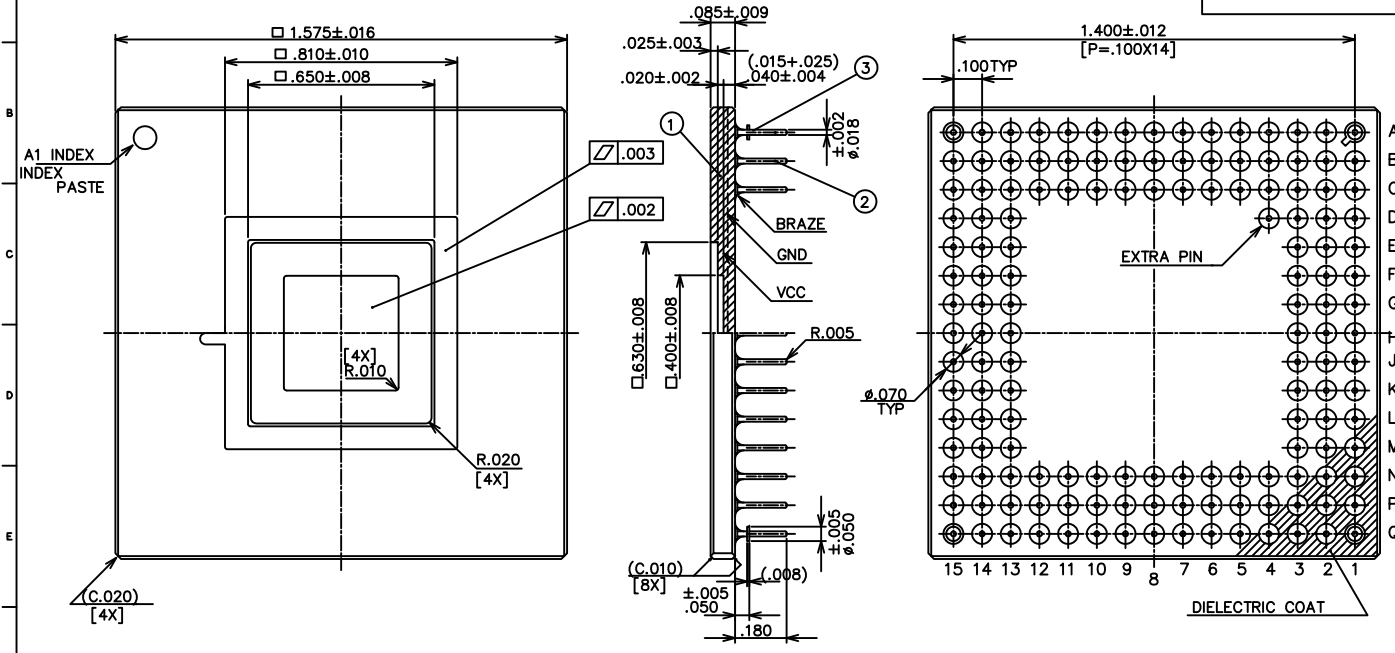 □ 1.575±.016
□ .810±.010
□ .650±.008
B
C
D
E
A1 INDEX
INDEX
PASTE
.003
.002
[4X]
R.010
R.020
[4X]
(C.020)
[4X]
.085±.009
.025±.003
(.015+.025)
.020±.002
.040±.004
3
1
2
±.002
ø.018
BRAZE
GND
VCC
□.630±.008
□.400±.008
R.005
±.005
ø.050
(C.010)
[8X]
(.008)
±.005
.050
.180
1.400±.012
[P=.100X14]
.100TYP
EXTRA PIN
ø.070
TYP
A
B
C
D
E
F
G
H
J
K
L
M
N
P
Q
15 14 13 12 11 10 9 8 7 6 5 4 3 2 1
DIELECTRIC COAT